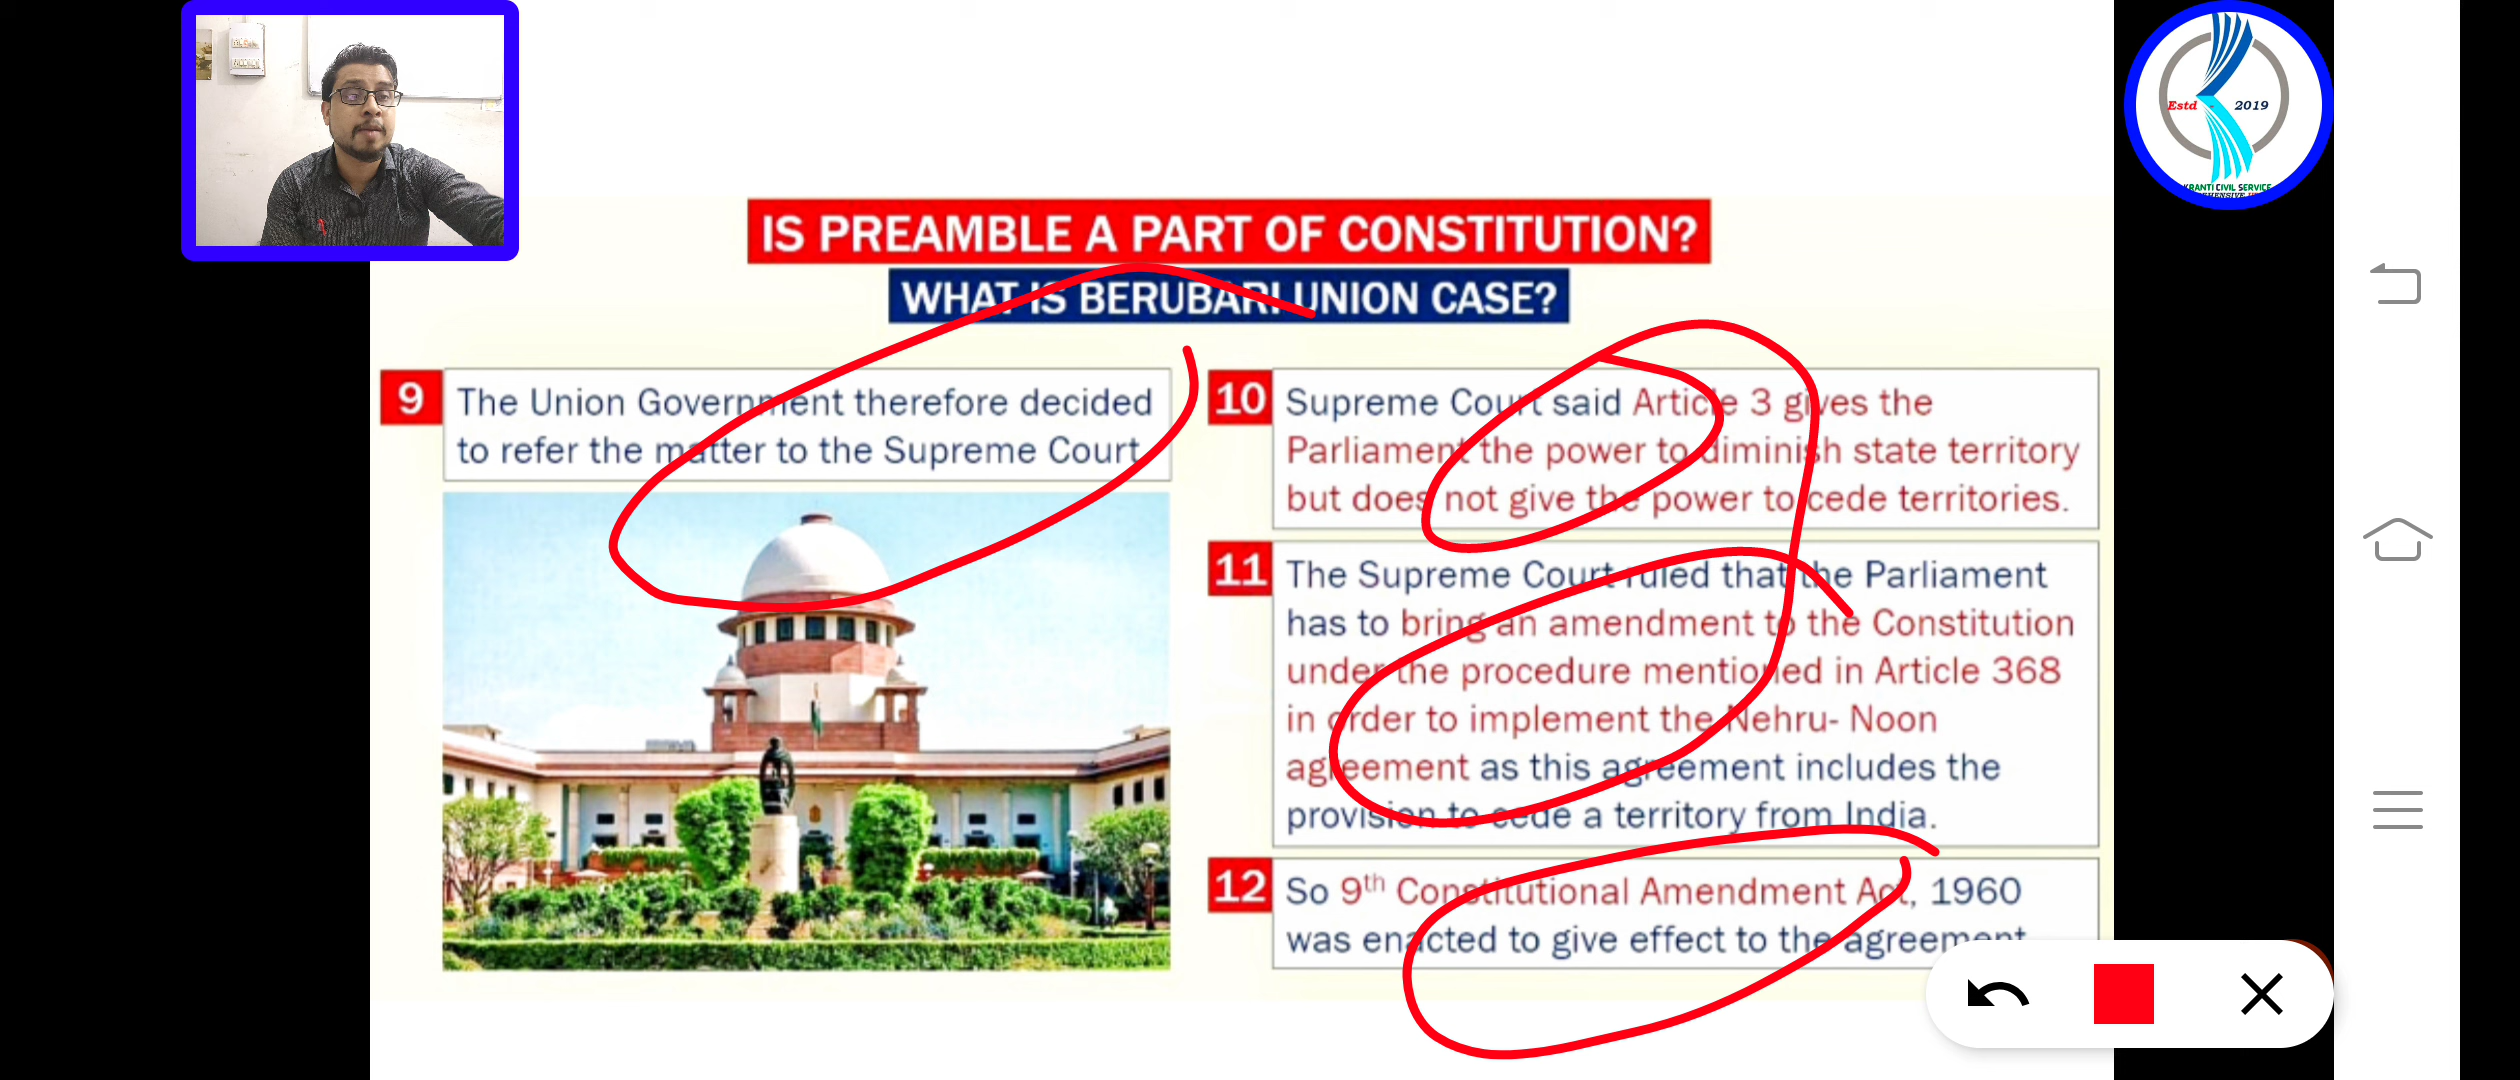 Estd - 2019
KRANTI CIVIL SERVICE
IS PREAMBLE A PART OF CONSTITUTION?
WHAT IS BERUBARI UNION CASE?
9
The Union Government therefore decided
to refer the matter to the Supreme Court
10
Supreme Court said Article 3 gives the
Parliament the power to diminish state territory
but does not give the power to cede territories.
11
The Supreme Court ruled that the Parliament
has to bring an amendment to the Constitution
under the procedure mentioned in Article 368
in order to implement the Nehru- Noon
agreement as this agreement includes the
provision to cede a territory from India.
12
So 9th Constitutional Amendment Act, 1960
was enacted to give effect to the agreement